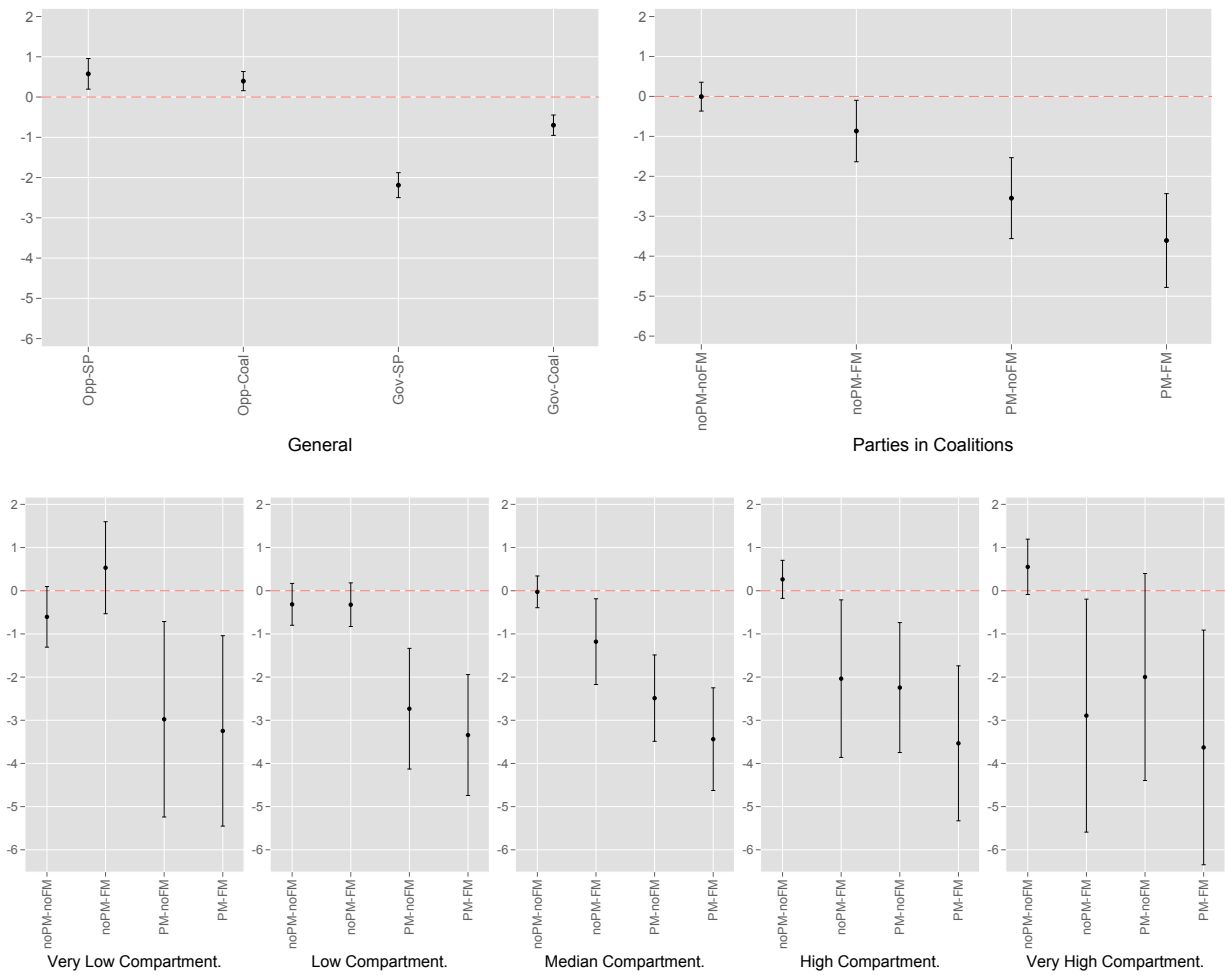 2
1
0
-1
-2
-3
-4
-5
-6
Opp-SP
Opp-Coal
Gov-SP
Gov-Coal
General
2
1
0
-1
-2
-3
-4
-5
-6
noPM-noFM
noPM-FM
PM-noFM
PM-FM
Parties in Coalitions
2
1
0
-1
-2
-3
-4
-5
-6
noPM-noFM
noPM-FM
PM-noFM
PM-FM
Very Low Compartment.
2
1
0
-1
-2
-3
-4
-5
-6
noPM-noFM
noPM-FM
PM-noFM
PM-FM
Low Compartment.
2
1
0
-1
-2
-3
-4
-5
-6
noPM-noFM
noPM-FM
PM-noFM
PM-FM
Median Compartment.
2
1
0
-1
-2
-3
-4
-5
-6
noPM-noFM
noPM-FM
PM-noFM
PM-FM
High Compartment.
2
1
0
-1
-2
-3
-4
-5
-6
noPM-noFM
noPM-FM
PM-noFM
PM-FM
Very High Compartment.